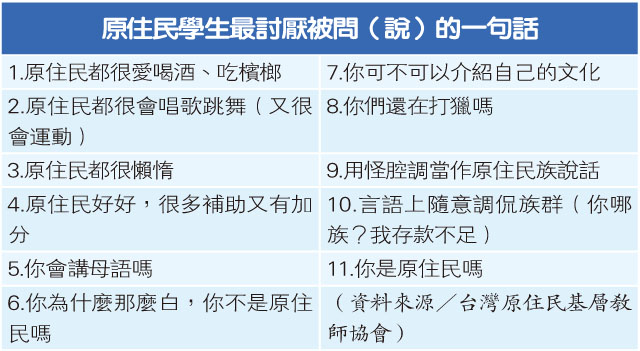 原住民學生最討厭被問（說）的一句話
1.原住民都很愛喝酒、吃檳榔
2.原住民都很會唱歌跳舞（又很
會運動）
3.原住民都很懶惰
4.原住民好好，很多補助又有加
分
5.你會講母語嗎
6.你為什麼那麼白，你不是原住
民嗎
7.你可不可以介紹自己的文化
8.你們還在打獵嗎
9.用怪腔調當作原住民族說話
10.言語上隨意調侃族群（你哪
族？我存款不足）
11.你是原住民嗎
（資料來源／台灣原住民基層教
師協會）